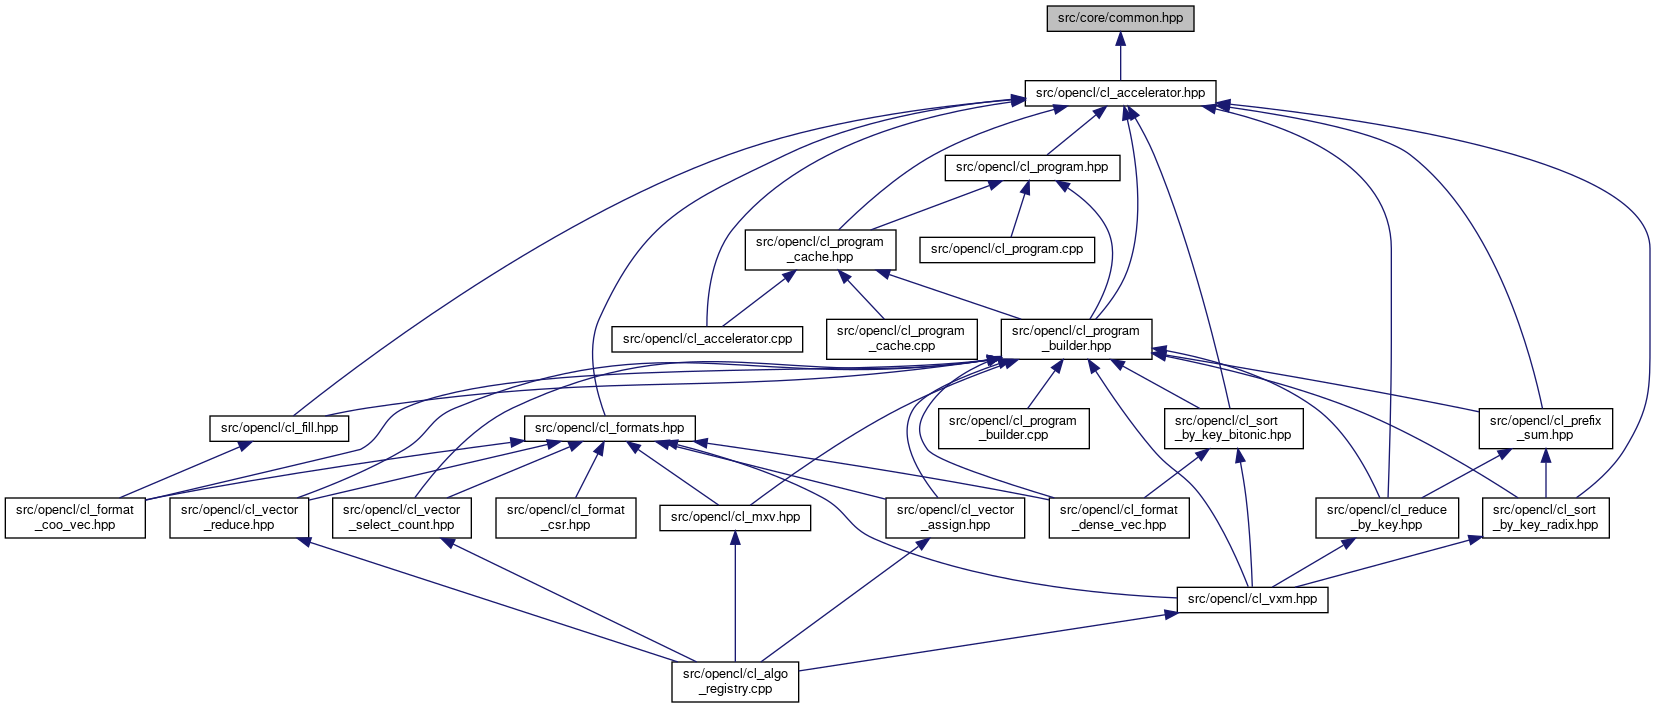 src/core/common.hpp
src/opencl/cl_accelerator.hpp
src/opencl/cl_program.hpp
src/opencl/cl_program
_cache.hpp
src/opencl/cl_program.cpp
src/opencl/cl_accelerator.cpp
src/opencl/cl_program
_cache.cpp
src/opencl/cl_program
_builder.hpp
src/opencl/cl_fill.hpp
src/opencl/cl_formats.hpp
src/opencl/cl_program
_builder.cpp
src/opencl/cl_sort
_by_key_bitonic.hpp
src/opencl/cl_prefix
_sum.hpp
src/opencl/cl_format
_coo_vec.hpp
src/opencl/cl_vector
_reduce.hpp
src/opencl/cl_vector
_select_count.hpp
src/opencl/cl_format
_csr.hpp
src/opencl/cl_mxv.hpp
src/opencl/cl_vector
_assign.hpp
src/opencl/cl_format
_dense_vec.hpp
src/opencl/cl_reduce
_by_key.hpp
src/opencl/cl_sort
_by_key_radix.hpp
src/opencl/cl_vxm.hpp
src/opencl/cl_algo
_registry.cpp